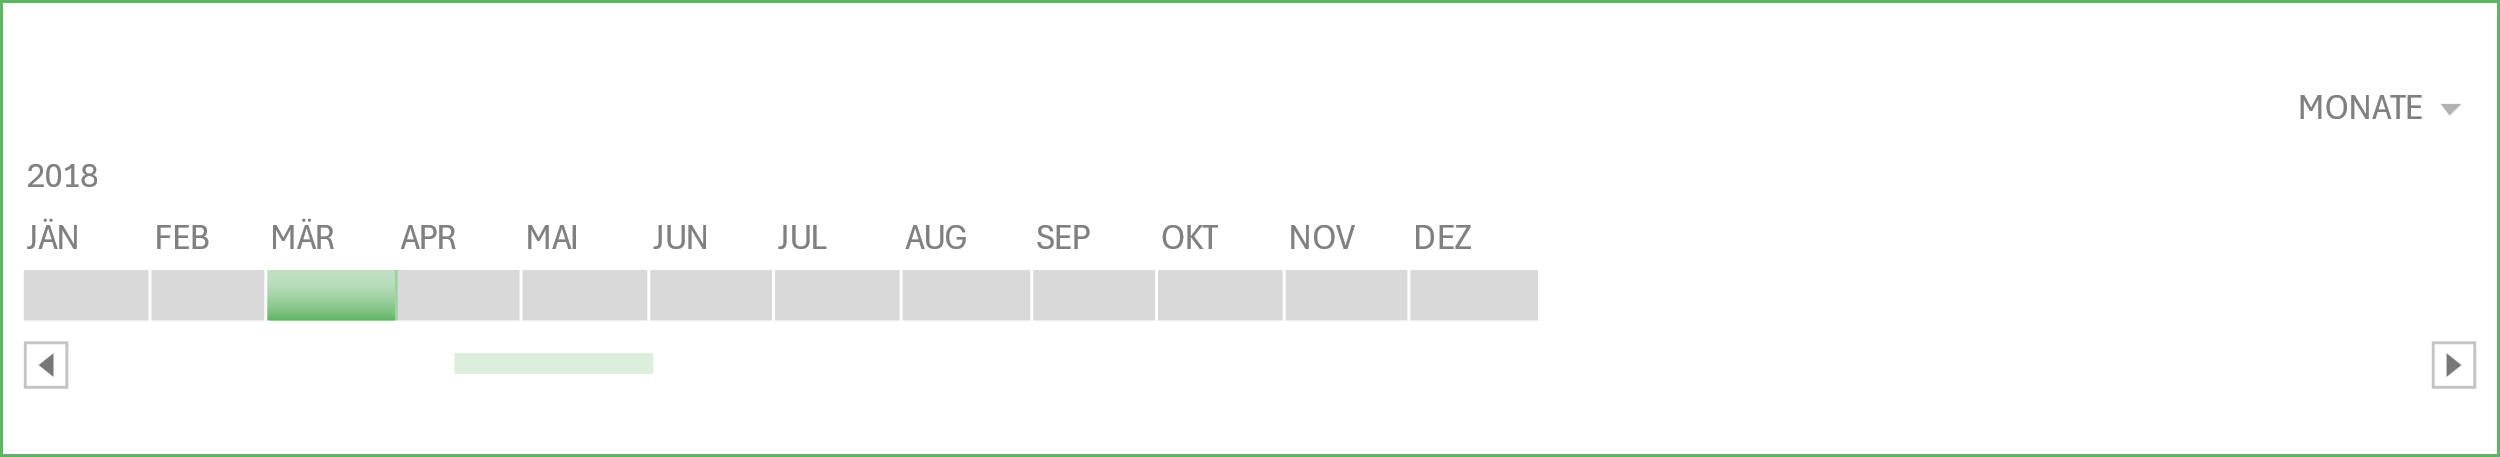 MONATE
2018
JÄN FEB MÄR APR MAI JUN JUL AUG SEP OKT NOV DEZ